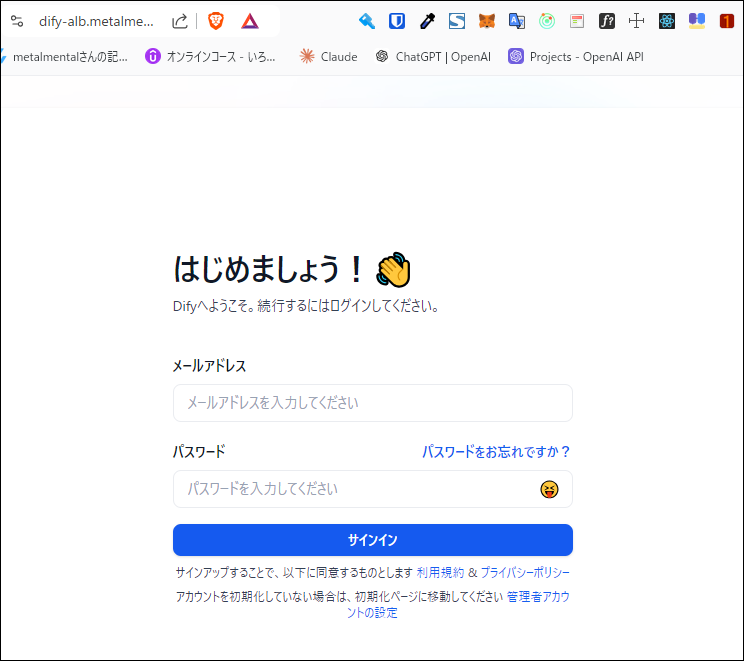 dify-alb.metalme...
metalmentalさんの記...
オンラインコース - いろ...
Claude
ChatGPT | OpenAI
Projects - OpenAI API
はじめましょう！👋
Difyへようこそ。続行するにはログインしてください。
メールアドレス
メールアドレスを入力してください
パスワード
パスワードをお忘れですか？
パスワードを入力してください
サインイン
サインアップすることで、以下に同意するものとします 利用規約 & プライバシーポリシー
アカウントを初期化していない場合は、初期化ページに移動してください 管理者アカウ
ントの設定